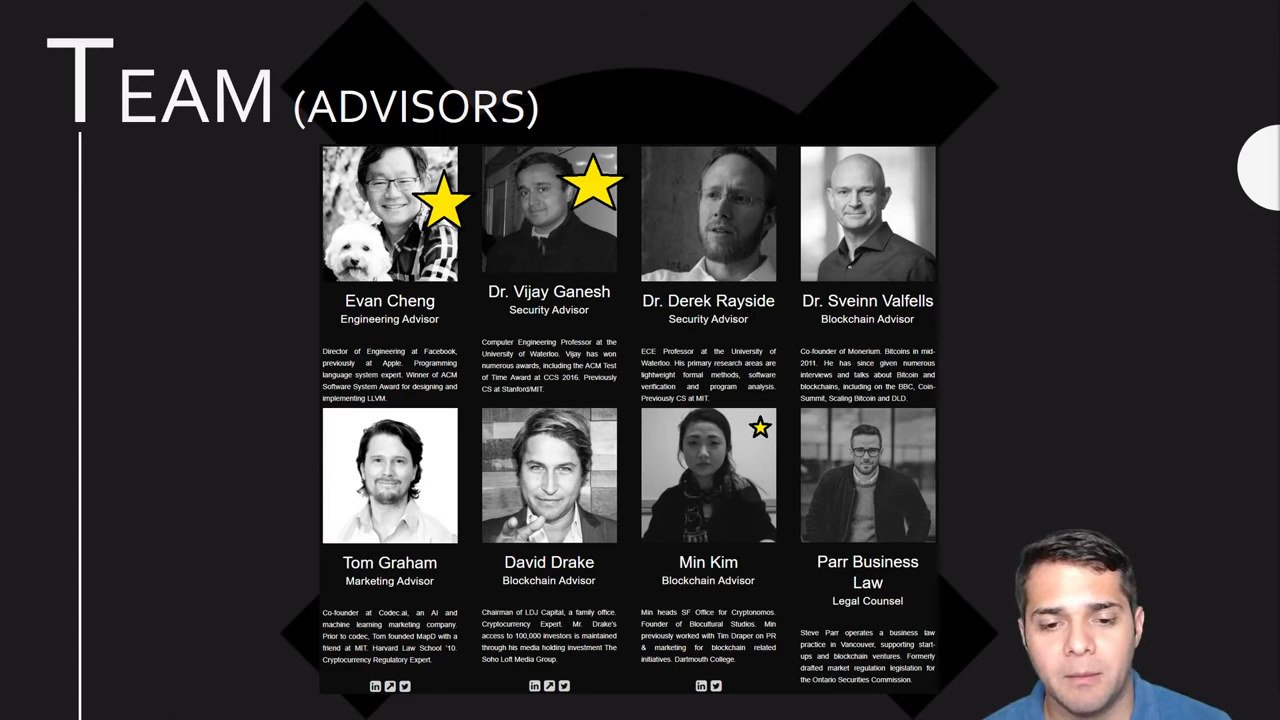 TEAM (ADVISORS)
Evan Cheng
Engineering Advisor
Director of Engineering at Facebook,
previously at Apple. Programming
language system expert. Winner of ACM
Software System Award for designing and
implementing LLVM.
Dr. Vijay Ganesh
Security Advisor
Computer Engineering Professor at the
University of Waterloo. Vijay has won
numerous awards, including the ACM Test
of Time Award at CCS 2016. Previously
CS at Stanford/MIT.
Dr. Derek Rayside
Security Advisor
ECE Professor at the University of
Waterloo. His primary research areas are
lightweight formal methods, software
verification and program analysis.
Previously CS at MIT.
Dr. Sveinn Valfells
Blockchain Advisor
Co-founder of Monerium. Bitcoins in mid-
2011. He has since given numerous
interviews and talks about Bitcoin and
blockchains, including on the BBC, Coin-
Summit, Scaling Bitcoin and DLD.
Tom Graham
Marketing Advisor
Co-founder at Codec.ai, an AI and
machine learning marketing company.
Prior to codec, Tom founded MapD with a
friend at MIT. Harvard Law School '10.
Cryptocurrency Regulatory Expert.
David Drake
Blockchain Advisor
Chairman of LDJ Capital, a family office.
Cryptocurrency Expert. Mr. Drake's
access to 100,000 investors is maintained
through his media holding investment The
Soho Loft Media Group.
Min Kim
Blockchain Advisor
Min heads SF Office for Cryptonomos.
Founder of Blocultural Studios. Min
previously worked with Tim Draper on PR
& marketing for blockchain related
initiatives. Dartmouth College.
Parr Business
Law
Legal Counsel
Steve Parr operates a business law
practice in Vancouver, supporting start-
ups and blockchain ventures. Formerly
drafted market regulation legislation for
the Ontario Securities Commission.